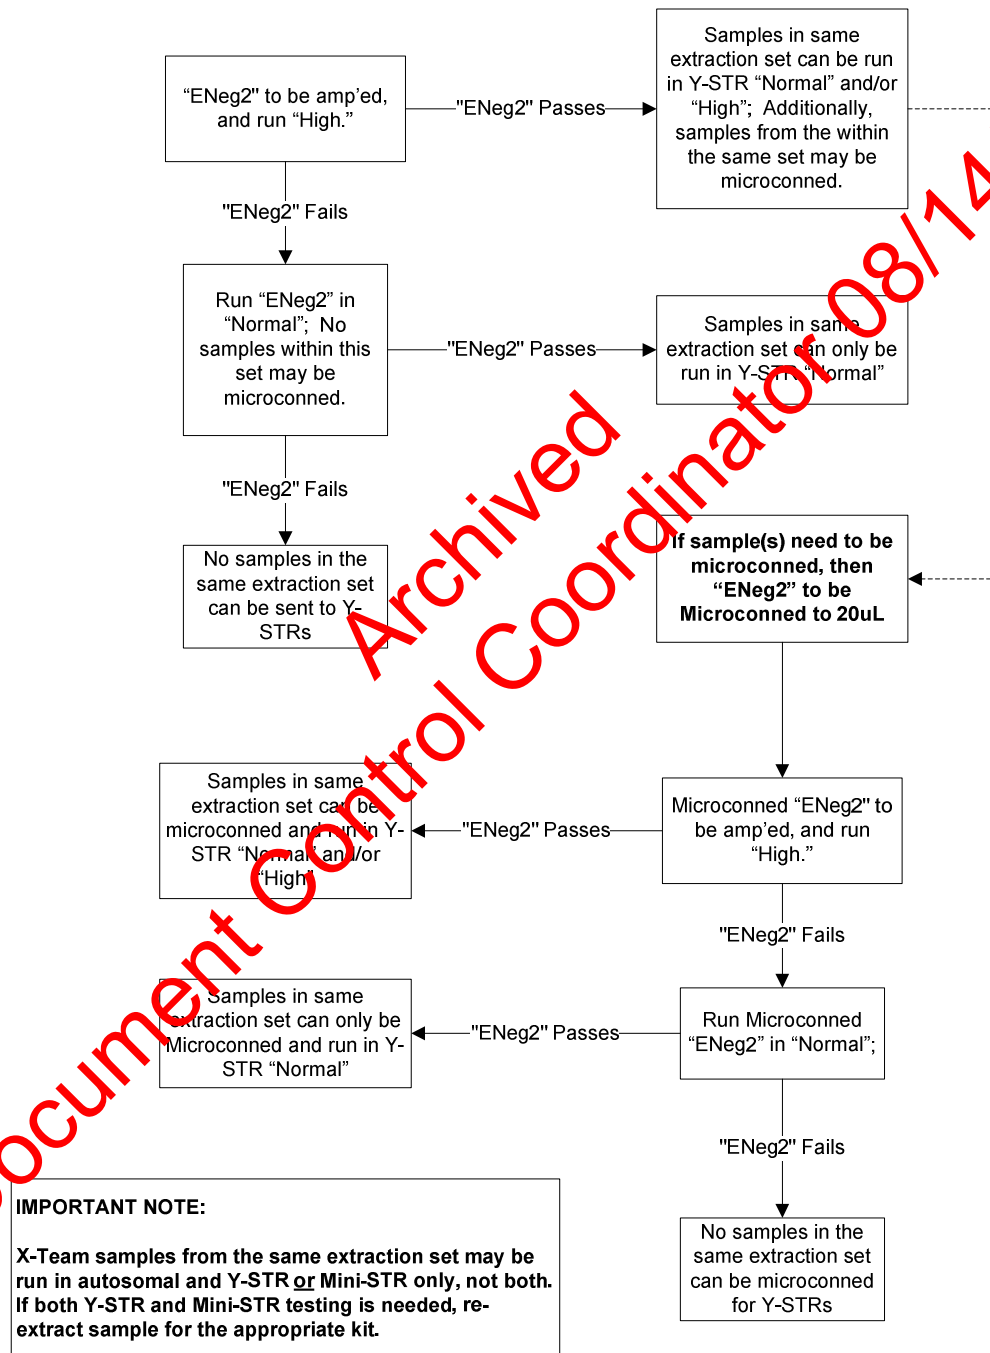 "ENeg2" to be amp'ed,
and run "High."
"ENeg2" Passes
Samples in same
extraction set can be run
in Y-STR "Normal" and/or
"High";  Additionally,
samples from the within
the same set may be
microconned.
"ENeg2" Fails
Run "ENeg2" in
"Normal";  No
samples within this
set may be
microconned.
"ENeg2" Passes
Samples in same
extraction set can only be
run in Y-STR "Normal"
"ENeg2" Fails
No samples in the
same extraction set
can be sent to Y-
STRs
If sample(s) need to be
microconned, then
"ENeg2" to be
Microconned to 20uL
Samples in same
extraction set can be
microconned and run in Y-
STR "Normal" and/or
"High"
"ENeg2" Passes
Microconned "ENeg2" to
be amp'ed, and run
"High."
"ENeg2" Fails
Samples in same
extraction set can only be
Microconned and run in Y-
STR "Normal"
"ENeg2" Passes
Run Microconned
"ENeg2" in "Normal";
"ENeg2" Fails
No samples in the
same extraction set
can be microconned
for Y-STRs
IMPORTANT NOTE:
X-Team samples from the same extraction set may be
run in autosomal and Y-STR or Mini-STR only, not both.
If both Y-STR and Mini-STR testing is needed, re-
extract sample for the appropriate kit.
Archived
ocument Control Coordinator 08/14